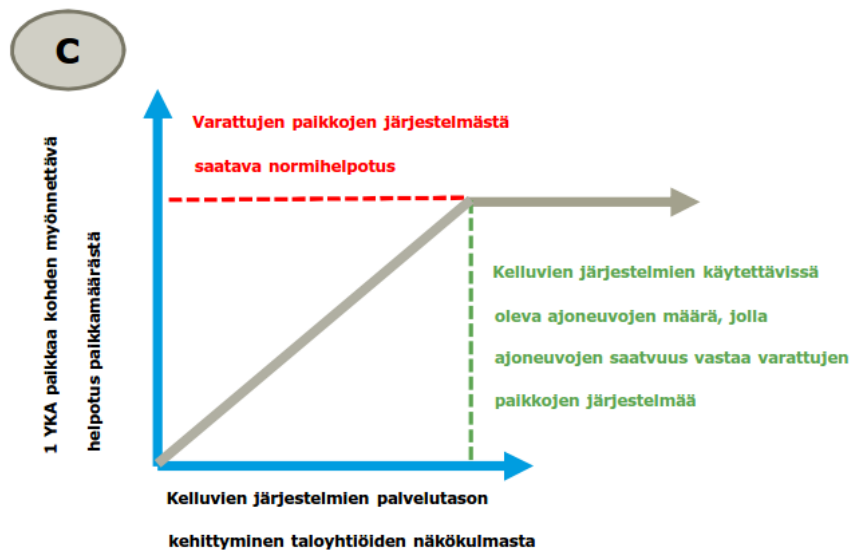 C
Varattujen paikkojen järjestelmästä
saatava normihelpotus
1 YKA paikkaa kohden myönnettävä
helpotus paikkamäärästä
Kelluvien järjestelmien käytettävissä
oleva ajoneuvojen määrä, jolla
ajoneuvojen saatvuus vastaa varattujen
paikkojen järjestelmää
Kelluvien järjestelmien palvelutason
kehittyminen taloyhtiöiden näkökulmasta